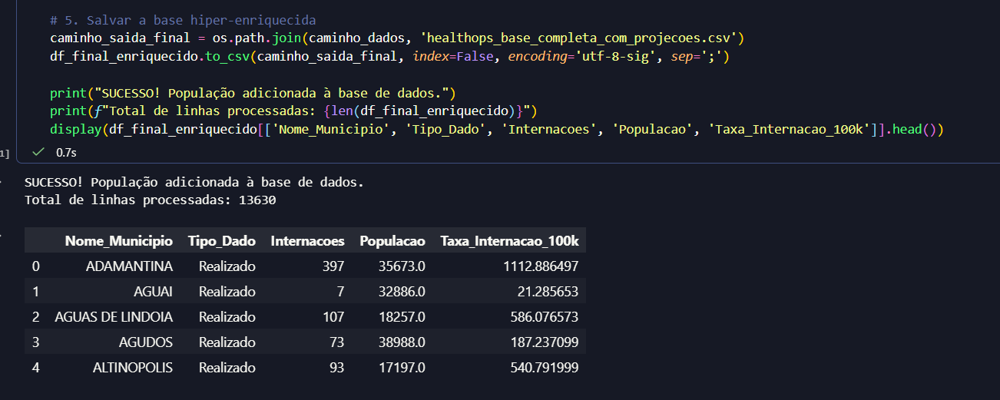 # 5. Salvar a base hiper-enriquecida
caminho_saida_final = os.path.join(caminho_dados, 'healthops_base_completa_com_projecoes.csv')
df_final_enriquecido.to_csv(caminho_saida_final, index=False, encoding='utf-8-sig', sep=';')
print("SUCESSO! População adicionada à base de dados.")
print(f"Total de linhas processadas: {len(df_final_enriquecido)}")
display(df_final_enriquecido[['Nome_Municipio', 'Tipo_Dado', 'Internacoes', 'Populacao', 'Taxa_Internacao_100k']].head())
1] ✓ 0.7s
SUCESSO! População adicionada à base de dados.
Total de linhas processadas: 13630
Nome_Municipio Tipo_Dado Internacoes Populacao Taxa_Internacao_100k
0 ADAMANTINA Realizado 397 35673.0 1112.886497
1 AGUAI Realizado 7 32886.0 21.285653
2 AGUAS DE LINDOIA Realizado 107 18257.0 586.076573
3 AGUDOS Realizado 73 38988.0 187.237099
4 ALTINOPOLIS Realizado 93 17197.0 540.791999